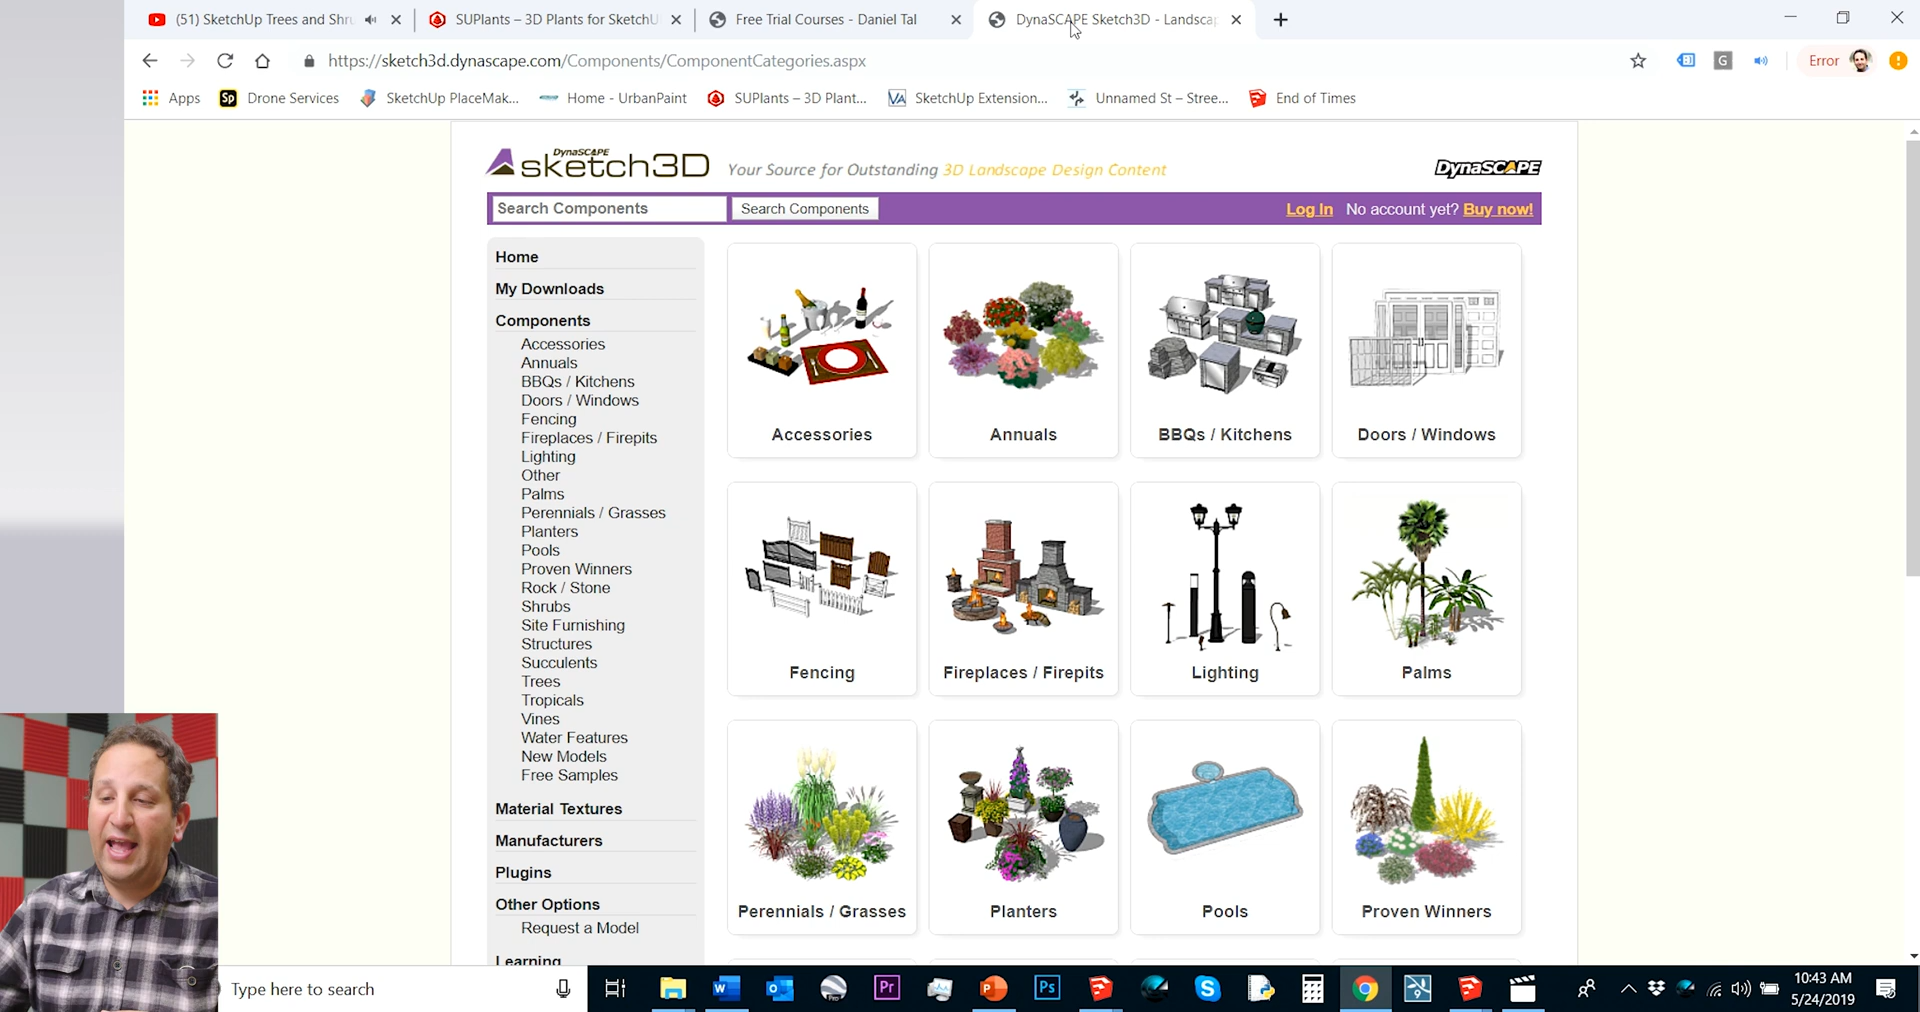 (51) SketchUp Trees and Shru
SUPlants – 3D Plants for SketchU
Free Trial Courses - Daniel Tal
DynaSCAPE Sketch3D - Landscap
https://sketch3d.dynascape.com/Components/ComponentCategories.aspx
Error
Apps
Drone Services
SketchUp PlaceMak...
Home - UrbanPaint
SUPlants – 3D Plant...
SketchUp Extension...
Unnamed St – Stree...
End of Times
DynaSCAPE
sketch3D
Your Source for Outstanding 3D Landscape Design Content
DynaSCAPE
Search Components
Search Components
Log In
No account yet? Buy now!
Home
My Downloads
Components
Accessories
Annuals
BBQs / Kitchens
Doors / Windows
Fencing
Fireplaces / Firepits
Lighting
Other
Palms
Perennials / Grasses
Planters
Pools
Proven Winners
Rock / Stone
Shrubs
Site Furnishing
Structures
Succulents
Trees
Tropicals
Vines
Water Features
New Models
Free Samples
Material Textures
Manufacturers
Plugins
Other Options
Request a Model
Learning
Accessories
Annuals
BBQs / Kitchens
Doors / Windows
Fencing
Fireplaces / Firepits
Lighting
Palms
Perennials / Grasses
Planters
Pools
Proven Winners
Type here to search
10:43 AM
5/24/2019